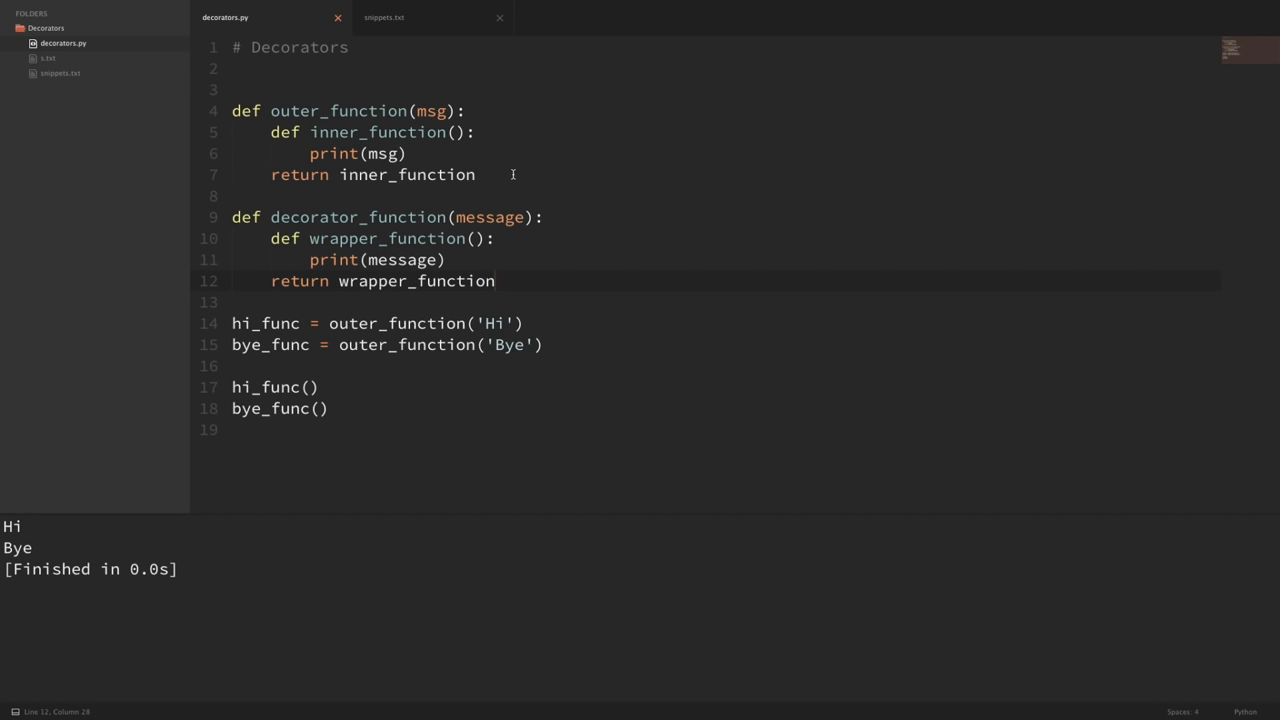 FOLDERS
Decorators
decorators.py
s.txt
snippets.txt
decorators.py
snippets.txt
1 # Decorators
2
3
4 def outer_function(msg):
5     def inner_function():
6         print(msg)
7     return inner_function
8
9 def decorator_function(message):
10     def wrapper_function():
11         print(message)
12     return wrapper_function
13
14 hi_func = outer_function('Hi')
15 bye_func = outer_function('Bye')
16
17 hi_func()
18 bye_func()
19
Hi
Bye
[Finished in 0.0s]
Line 12, Column 28
Spaces: 4
Python